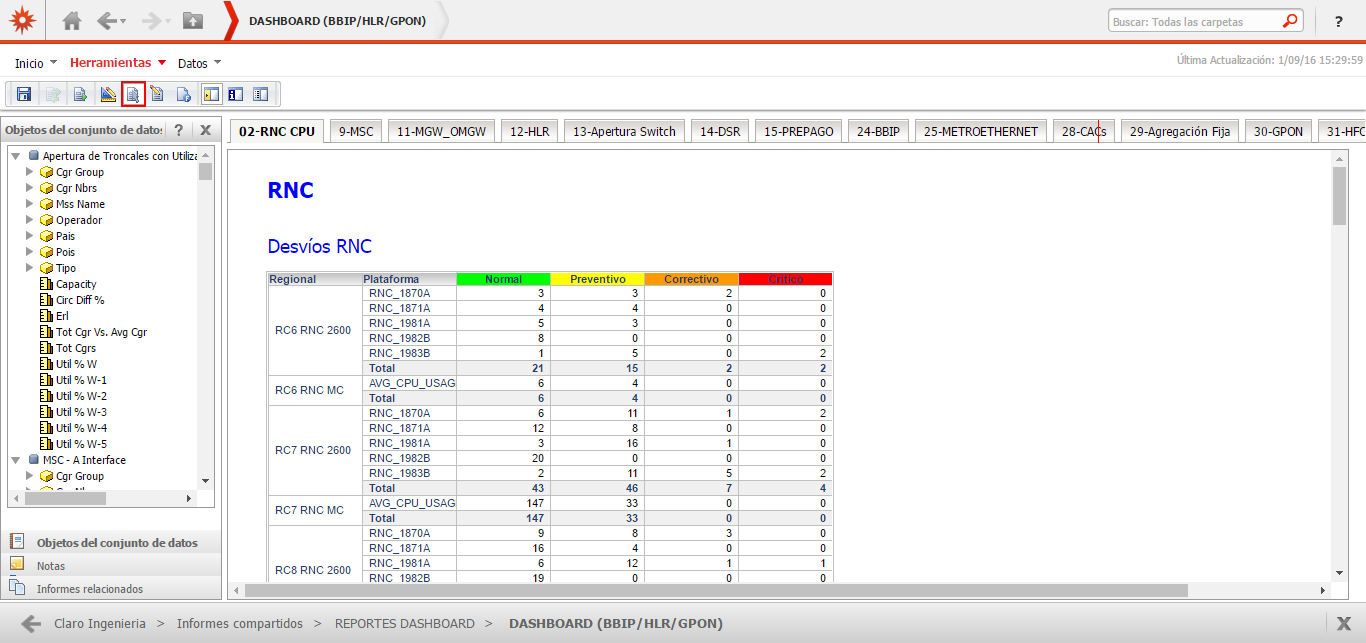 DASHBOARD (BBIP/HLR/GPON)
Buscar: Todas las carpetas
?
Inicio Herramientas Datos
Última Actualización: 1/09/16 15:29:59
Objetos del conjunto de datos ? X
02-RNC CPU 9-MSC 11-MGW_OMGW 12-HLR 13-Apertura Switch 14-DSR 15-PREPAGO 24-BBIP 25-METROETHERNET 28-CACs 29-Agregación Fija 30-GPON 31-HFC
Apertura de Troncales con Utiliza
Cgr Group
Cgr Nbrs
Mss Name
Operador
Pais
Pois
Tipo
Capacity
Circ Diff %
Erl
Tot Cgr Vs. Avg Cgr
Tot Cgrs
Util % W
Util % W-1
Util % W-2
Util % W-3
Util % W-4
Util % W-5
MSC - A Interface
Cgr Group
Objetos del conjunto de datos
Notas
Informes relacionados
RNC
Desvíos RNC
Regional Plataforma Normal Preventivo Correctivo Crítico
RC6 RNC 2600
RNC_1870A 3 3 2 0
RNC_1871A 4 4 0 0
RNC_1981A 5 3 0 0
RNC_1982B 8 0 0 0
RNC_1983B 1 5 0 2
Total 21 15 2 2
RC6 RNC MC
AVG_CPU_USAG 6 4 0 0
Total 6 4 0 0
RC7 RNC 2600
RNC_1870A 6 11 1 2
RNC_1871A 12 8 0 0
RNC_1981A 3 16 1 0
RNC_1982B 20 0 0 0
RNC_1983B 2 11 5 2
Total 43 46 7 4
RC7 RNC MC
AVG_CPU_USAG 147 33 0 0
Total 147 33 0 0
RC8 RNC 2600
RNC_1870A 9 8 3 0
RNC_1871A 16 4 0 0
RNC_1981A 6 12 1 1
RNC_1982B 19 0 0 0
Claro Ingenieria > Informes compartidos > REPORTES DASHBOARD > DASHBOARD (BBIP/HLR/GPON) X